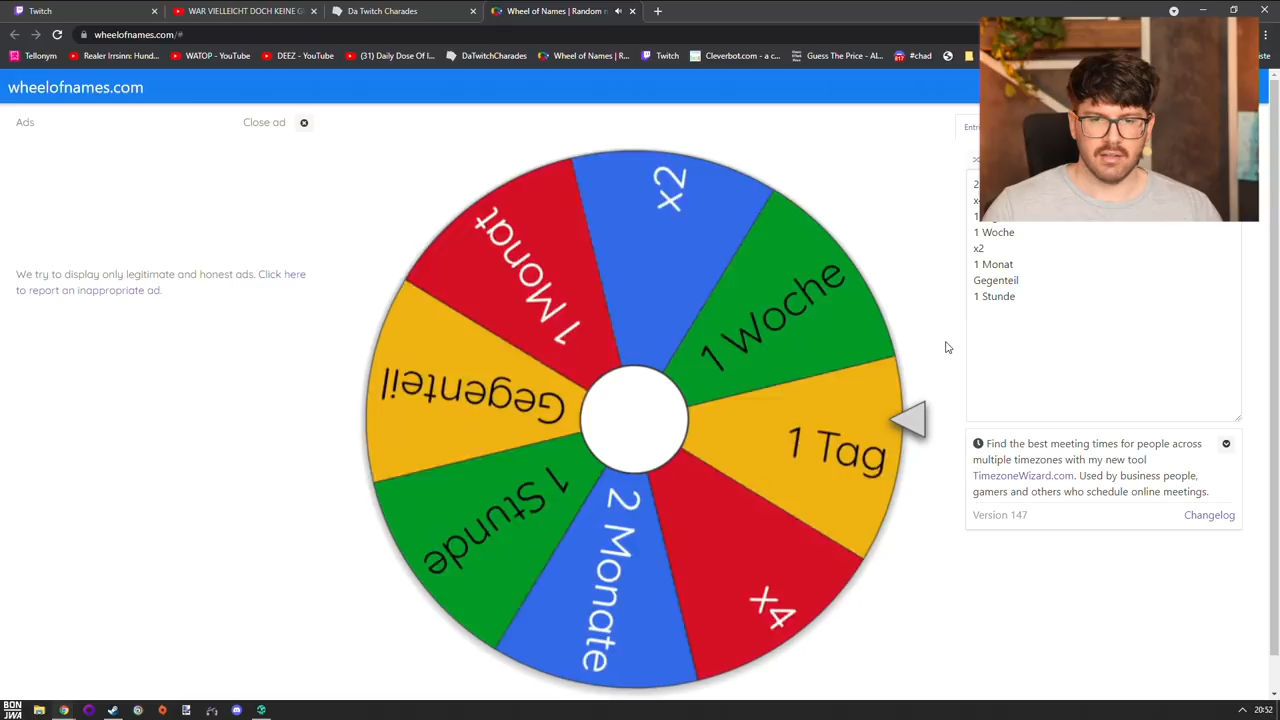 Twitch
WAR VIELLEICHT DOCH KEINE G
Da Twitch Charades
Wheel of Names | Random n
wheelofnames.com/#
Tellonym
Realer Irrsinn: Hund...
WATOP - YouTube
DEEZ - YouTube
(31) Daily Dose Of I...
DaTwitchCharades
Wheel of Names | R...
Twitch
Cleverbot.com - a c...
Guess The Price - Al...
#chad
wheelofnames.com
Ads
Close ad
We try to display only legitimate and honest ads. Click here
to report an inappropriate ad.
2x
1 Woche
1 Tag
x4
2 Monate
1 Stunde
Gegenteil
1 Monat
Entri
1 Woche
x2
1 Monat
Gegenteil
1 Stunde
Find the best meeting times for people across
multiple timezones with my new tool
TimezoneWizard.com. Used by business people,
gamers and others who schedule online meetings.
Version 147
Changelog
BON
JWA
20:52